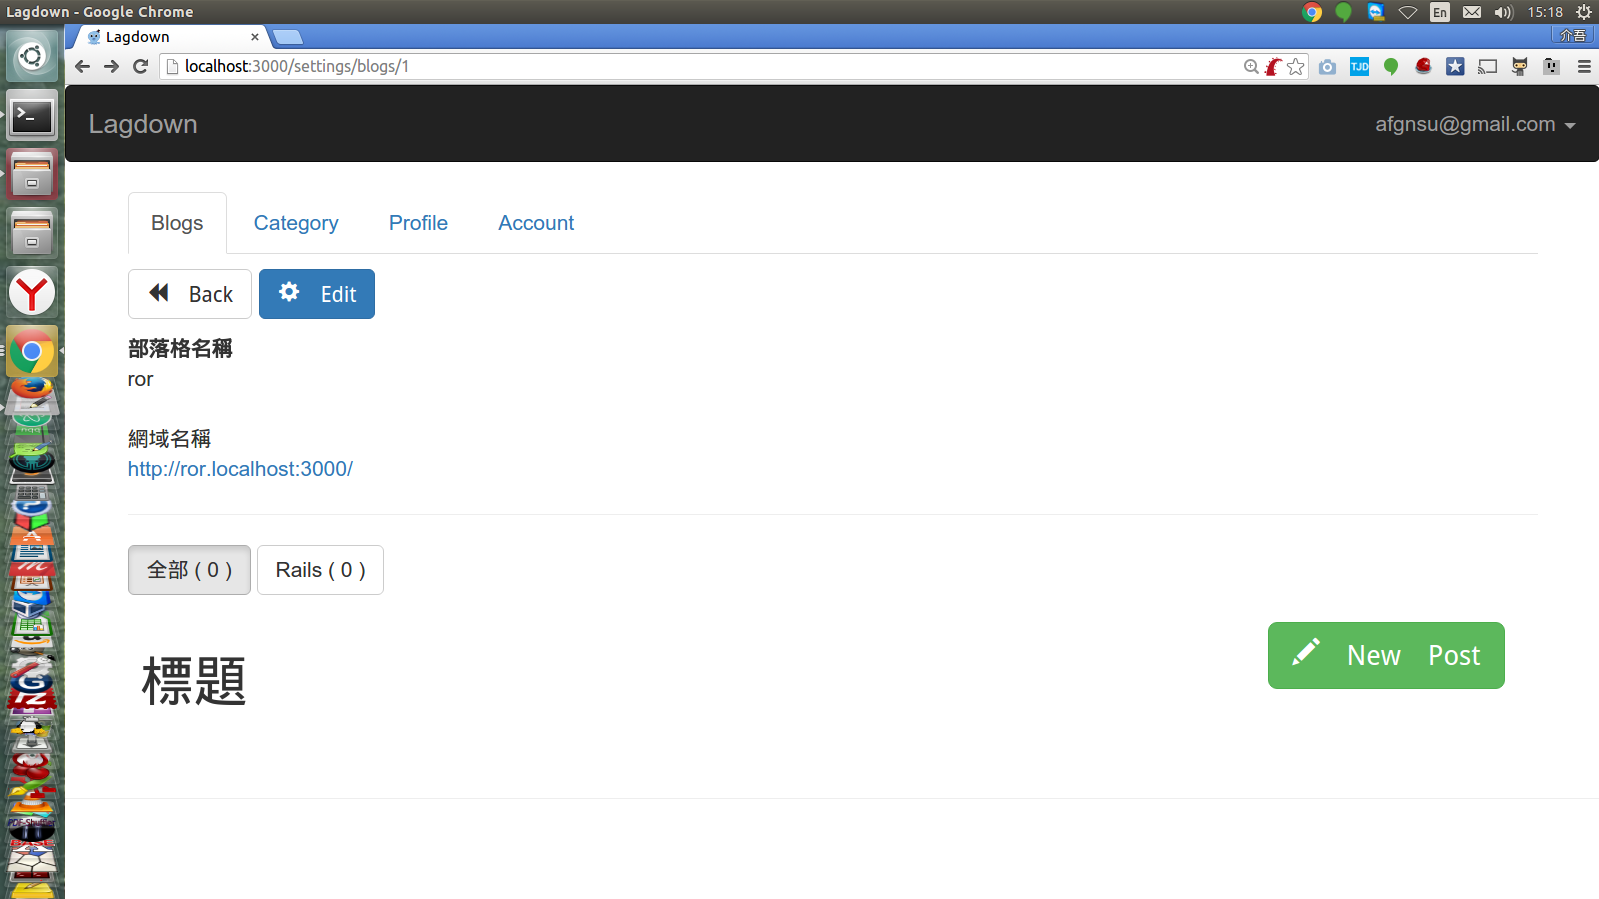 Lagdown - Google Chrome
En
15:18
Lagdown
介吾
localhost:3000/settings/blogs/1
TJD
Lagdown
afgnsu@gmail.com
Blogs
Category
Profile
Account
Back
Edit
部落格名稱
ror
網域名稱
http://ror.localhost:3000/
全部 ( 0 )
Rails ( 0 )
標題
New Post